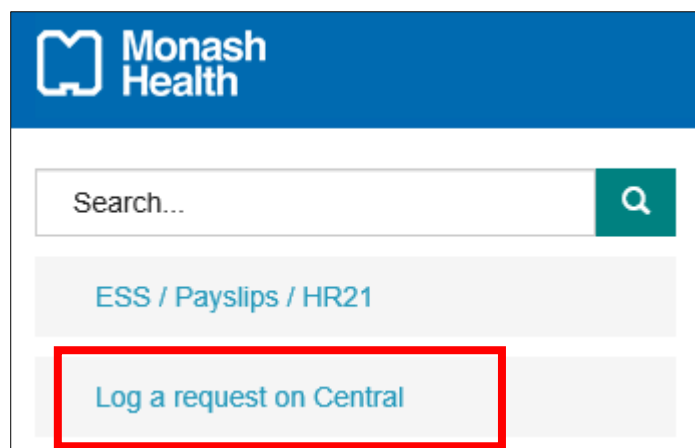 Monash
Health
Search...
ESS / Payslips / HR21
Log a request on Central